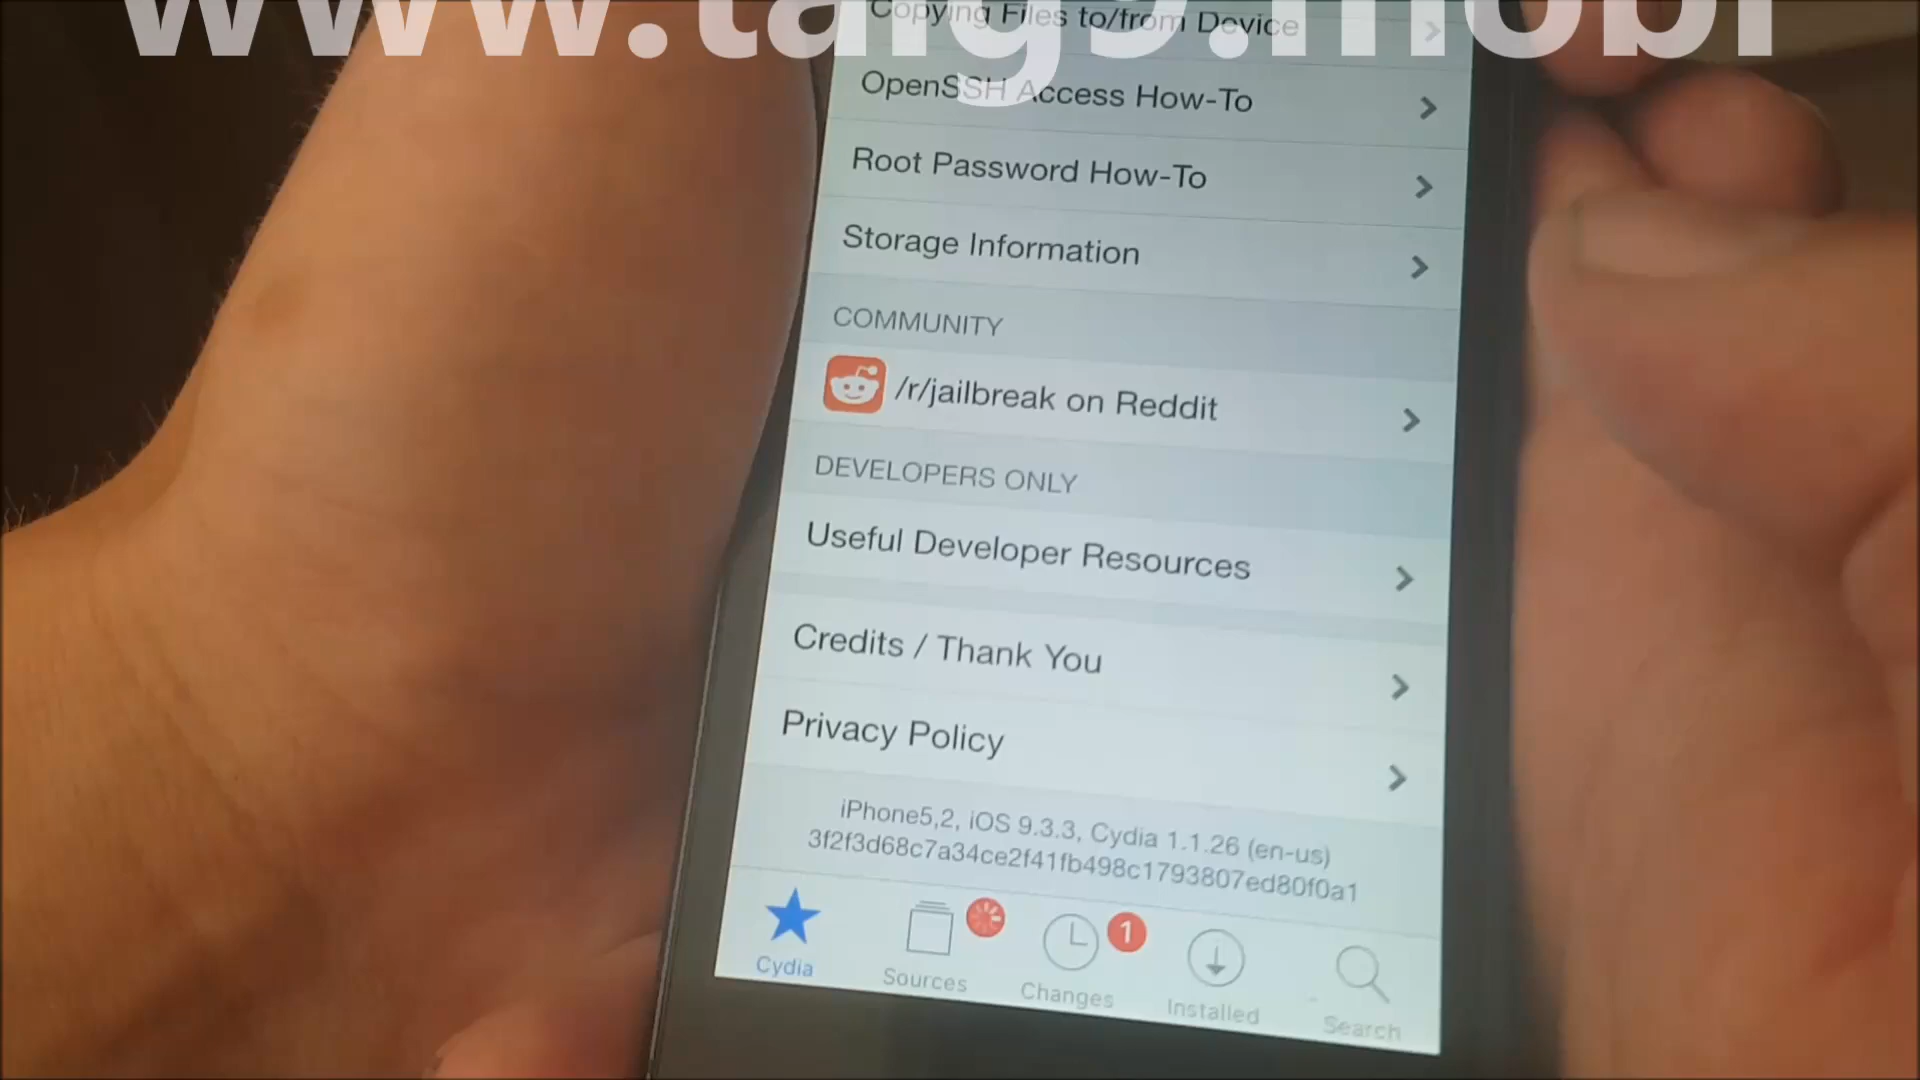 www.taig9.mobi
Copying Files to/from Device
OpenSSH Access How-To
Root Password How-To
Storage Information
COMMUNITY
/r/jailbreak on Reddit
DEVELOPERS ONLY
Useful Developer Resources
Credits / Thank You
Privacy Policy
iPhone5,2, iOS 9.3.3, Cydia 1.1.26 (en-us)
3f2f3d68c7a34ce2f41fb498c1793807ed80f0a1
1
Cydia
Sources
Changes
Installed
Search